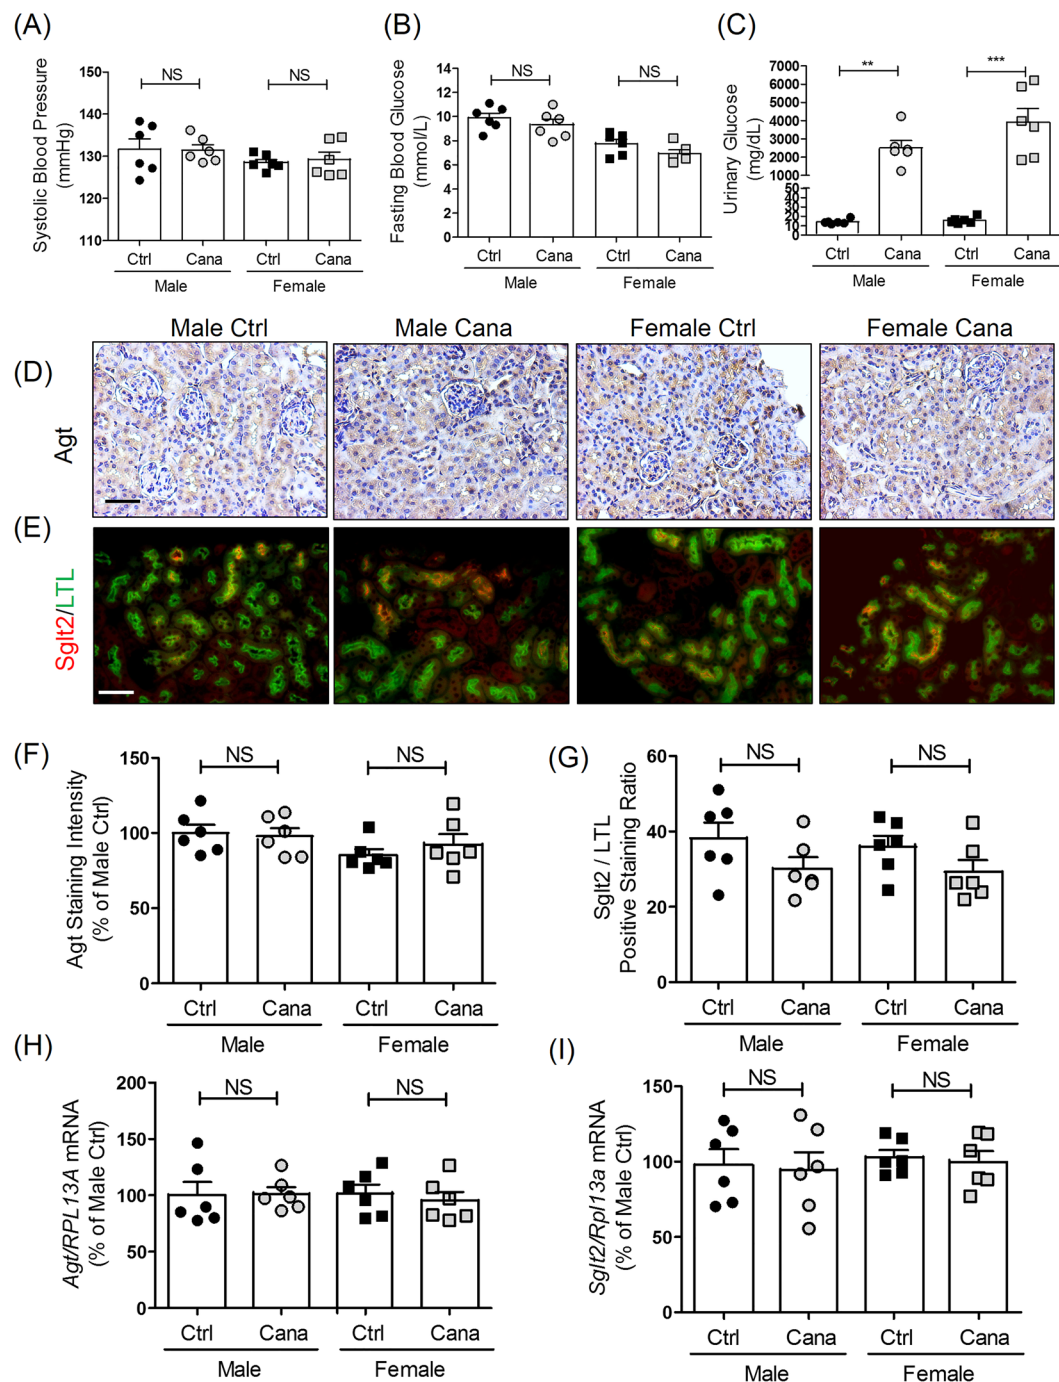 (A)
Systolic Blood Pressure
(mmHg)
150
140
130
120
110
NS
NS
Ctrl Cana Ctrl Cana
Male Female
(B)
Fasting Blood Glucose
(mmol/L)
14
12
10
8
6
4
2
0
NS
NS
Ctrl Cana Ctrl Cana
Male Female
(C)
Urinary Glucose
(mg/dL)
7000
6000
5000
4000
3000
2000
1000
50
40
30
20
10
0
**
***
Ctrl Cana Ctrl Cana
Male Female
Male Ctrl Male Cana Female Ctrl Female Cana
(D)
Agt
(E)
Sglt2/LTL
(F)
Agt Staining Intensity
(% of Male Ctrl)
150
100
50
0
NS
NS
Ctrl Cana Ctrl Cana
Male Female
(G)
Sglt2 / LTL
Positive Staining Ratio
60
40
20
0
NS
NS
Ctrl Cana Ctrl Cana
Male Female
(H)
Agt/RPL13A mRNA
(% of Male Ctrl)
200
150
100
50
0
NS
NS
Ctrl Cana Ctrl Cana
Male Female
(I)
Sglt2/Rpl13a mRNA
(% of Male Ctrl)
150
100
50
0
NS
NS
Ctrl Cana Ctrl Cana
Male Female